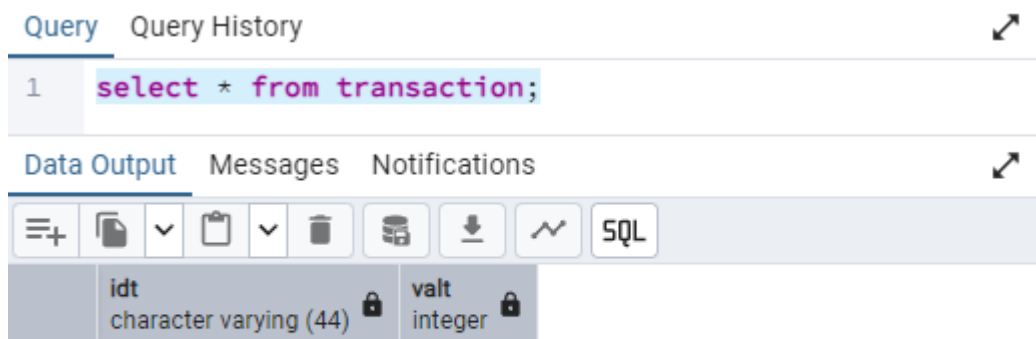 Query Query History
1 select * from transaction;
Data Output Messages Notifications
SQL
idt valt
character varying (44) integer